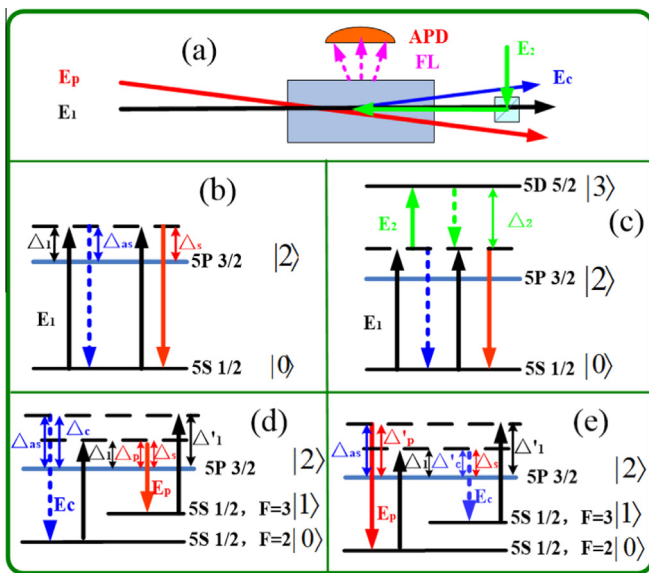 (a)
APD
FL
E₂
Eₚ
E_c
E₁
(b)
△₁
△as
△s
5P 3/2
|2⟩
E₁
5S 1/2
|0⟩
5D 5/2
|3⟩
(c)
E₂
△₂
5P 3/2
|2⟩
E₁
5S 1/2
|0⟩
(d)
△as
△c
△₁
△p
△s
△'₁
5P 3/2
|2⟩
Ec
Ep
5S 1/2, F=3 |1⟩
5S 1/2, F=2 |0⟩
(e)
△as
△'p
△₁
△'c
△s
△'₁
5P 3/2
|2⟩
Ep
Ec
5S 1/2, F=3 |1⟩
5S 1/2, F=2 |0⟩